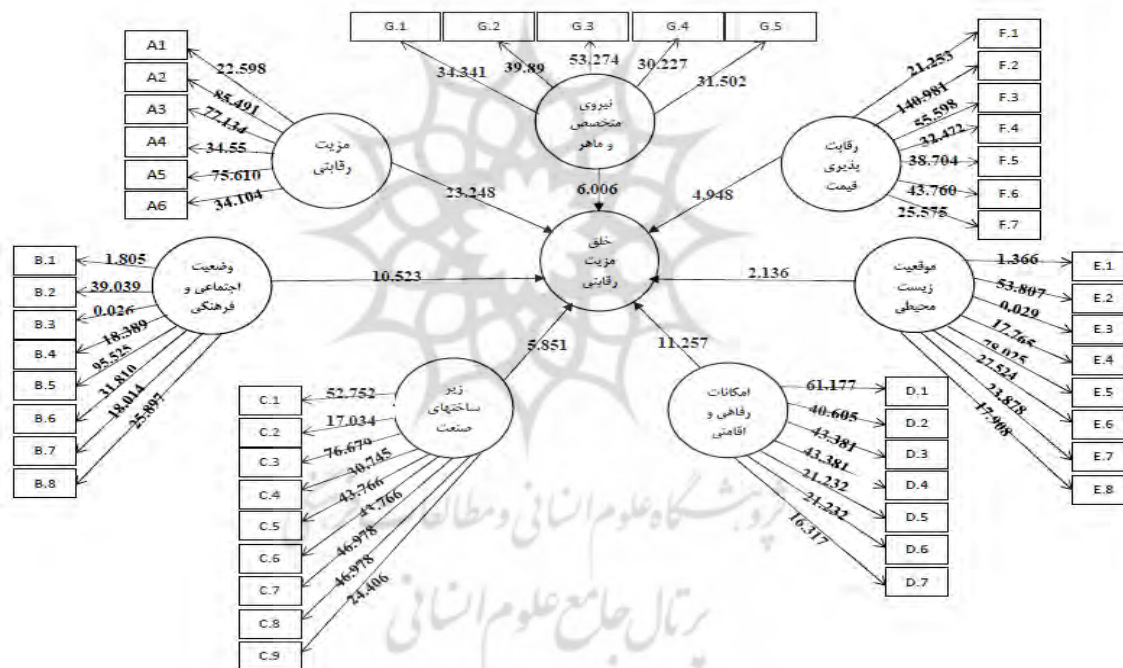 G.1
G.2
G.3
G.4
G.5
34.341
39.89
53.274
30.227
31.502
نیروی
متخصص
و ماهر
6.006
A1
A2
A3
A4
A5
A6
22.598
85.491
77.134
34.55
75.610
34.104
مزیت
رقابتی
23.248
F.1
F.2
F.3
F.4
F.5
F.6
F.7
21.253
140.981
55.598
22.472
38.704
43.760
25.575
رقابت
پذیری
قیمت
4.948
خلق
مزیت
رقابتی
B.1
B.2
B.3
B.4
B.5
B.6
B.7
B.8
1.805
39.039
0.026
18.389
95.525
31.810
18.014
25.897
وضعیت
اجتماعی و
فرهنگی
10.523
E.1
E.2
E.3
E.4
E.5
E.6
E.7
E.8
1.366
53.807
0.029
17.765
27.524
23.878
17.908
موقعیت
زیست
محیطی
2.136
C.1
C.2
C.3
C.4
C.5
C.6
C.7
C.8
C.9
52.752
17.034
76.679
30.745
43.766
43.766
46.978
46.978
24.406
زیر
ساختهای
صنعت
5.851
D.1
D.2
D.3
D.4
D.5
D.6
D.7
61.177
40.605
43.381
43.381
21.232
21.232
16.317
امکانات
رفاهی و
اقامتی
11.257
پژوهشگاه علوم انسانی و مطالعات فرهنگی
پرتال جامع علوم انسانی